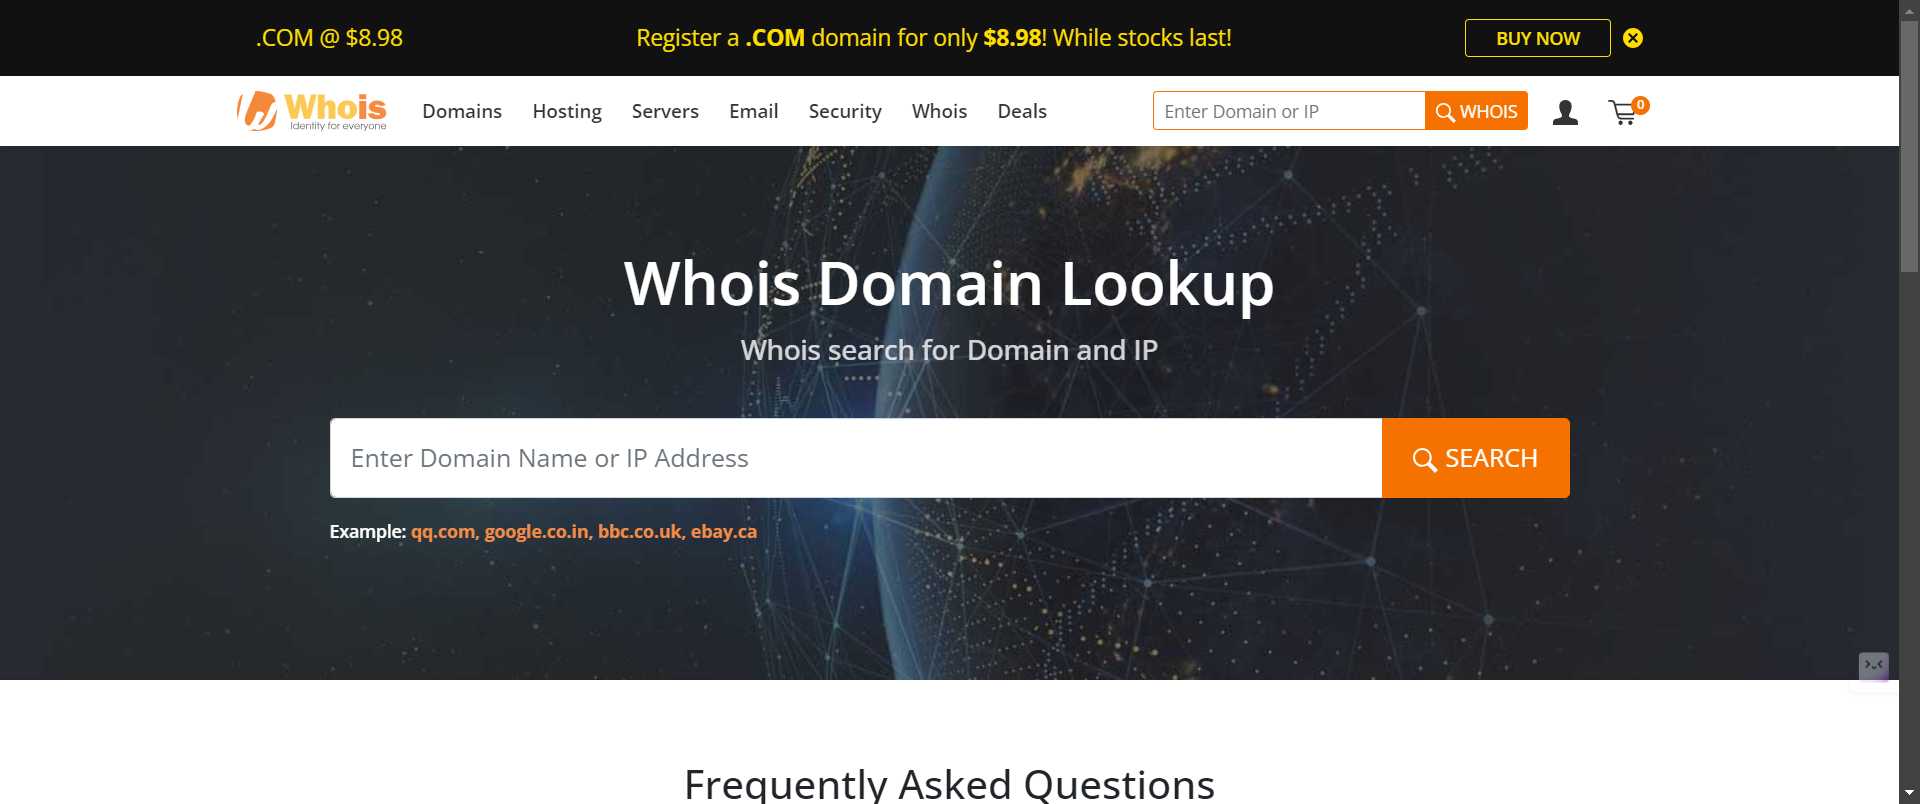 .COM @ $8.98
Register a .COM domain for only $8.98! While stocks last!
BUY NOW
Whois
Identity for everyone
Domains Hosting Servers Email Security Whois Deals
Enter Domain or IP
WHOIS
0
Whois Domain Lookup
Whois search for Domain and IP
Enter Domain Name or IP Address
SEARCH
Example: qq.com, google.co.in, bbc.co.uk, ebay.ca
Frequently Asked Questions